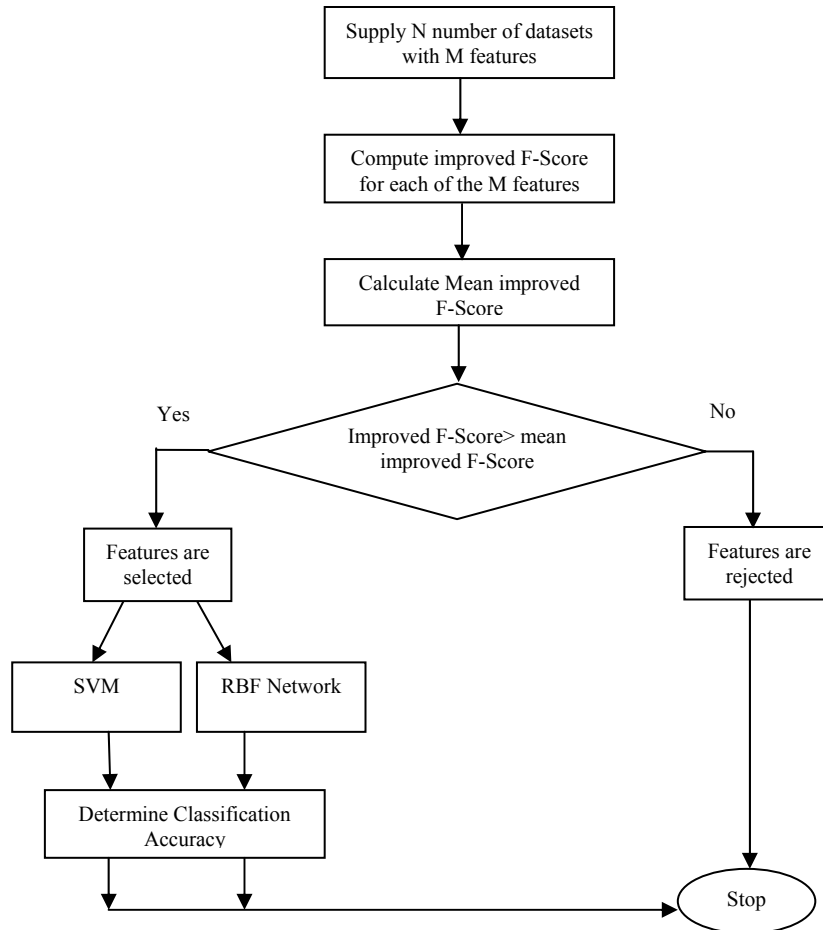 Supply N number of datasets
with M features
Compute improved F-Score
for each of the M features
Calculate Mean improved
F-Score
Yes
No
Improved F-Score> mean
improved F-Score
Features are
selected
Features are
rejected
SVM
RBF Network
Determine Classification
Accuracy
Stop